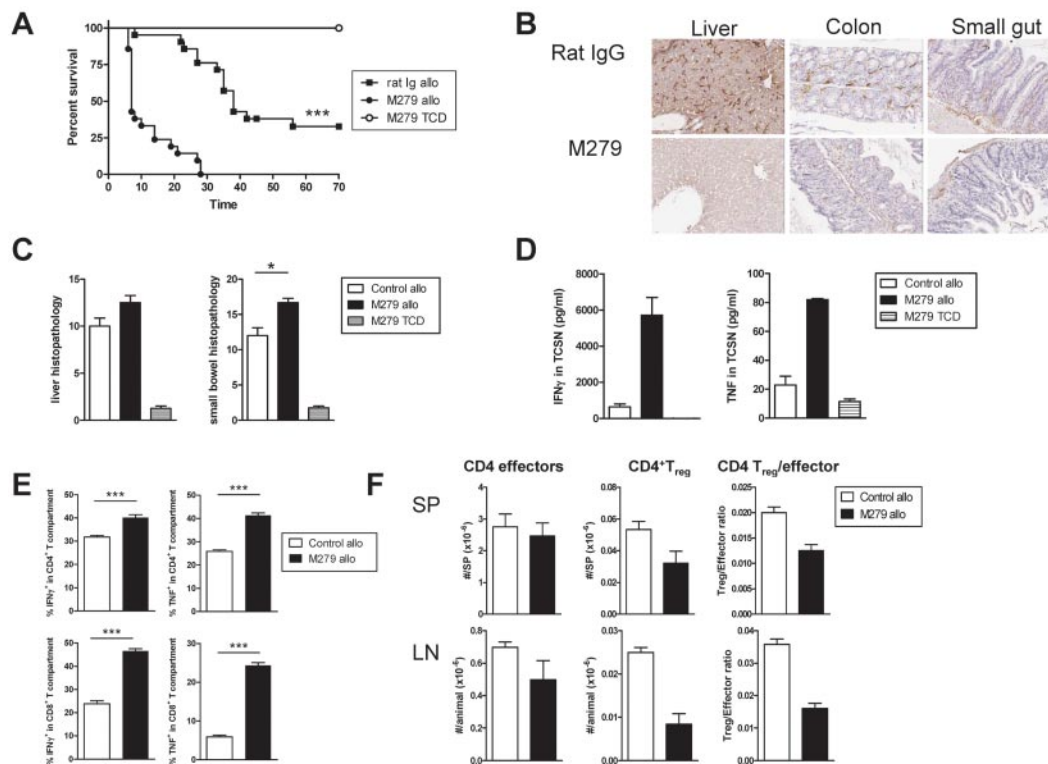 A
Percent survival
100
75
50
25
0
0 10 20 30 40 50 60 70
Time
***
rat Ig allo
M279 allo
M279 TCD
B
Liver Colon Small gut
Rat IgG
M279
C
liver histopathology
15
10
5
0
small bowel histopathology
20
15
10
5
0
*
Control allo
M279 allo
M279 TCD
D
IFNγ in TCSN (pg/ml)
8000
6000
4000
2000
0
TNF in TCSN (pg/ml)
100
80
60
40
20
0
Control allo
M279 allo
M279 TCD
E
% IFNγ⁺ in CD4⁺ T compartment
50
40
30
20
10
0
***
% TNF⁺ in CD4⁺ T compartment
50
40
30
20
10
0
***
Control allo
M279 allo
% IFNγ⁺ in CD8⁺ T compartment
50
40
30
20
10
0
***
% TNF⁺ in CD8⁺ T compartment
30
20
10
0
***
F
CD4 effectors CD4⁺Treg CD4 Treg/effector
SP
#/SP (x10⁻⁶)
4
3
2
1
0
#/SP (x10⁻⁶)
0.08
0.06
0.04
0.02
0.00
Treg/Effector ratio
0.025
0.020
0.015
0.010
0.005
0.000
Control allo
M279 allo
LN
#/animal (x10⁻⁶)
0.8
0.6
0.4
0.2
0.0
#/animal (x10⁻⁶)
0.03
0.02
0.01
0.00
Treg/Effector ratio
0.04
0.03
0.02
0.01
0.00